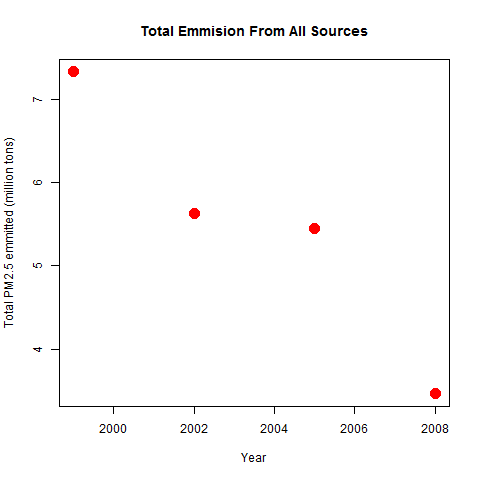 Total Emmision From All Sources
Total PM2.5 emmitted (million tons)
7
6
5
4
2000 2002 2004 2006 2008
Year